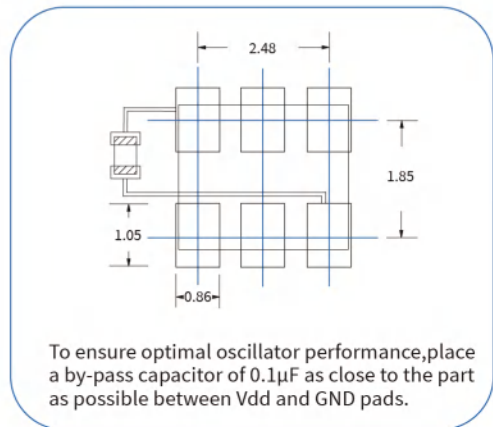 2.48
1.85
1.05
0.86
To ensure optimal oscillator performance,place
a by-pass capacitor of 0.1μF as close to the part
as possible between Vdd and GND pads.